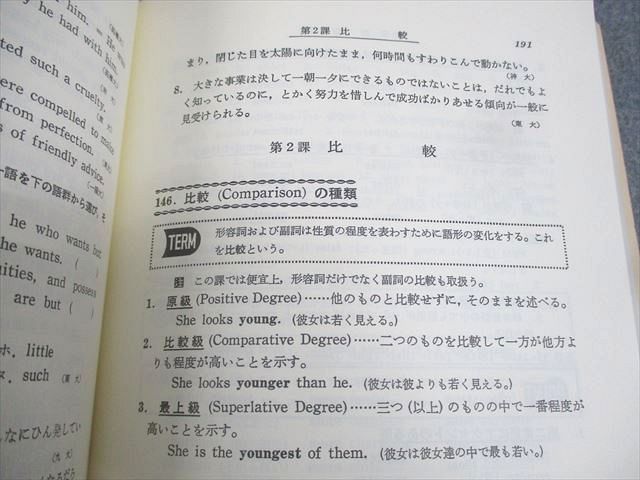 tion. — He w
y he had with him.
(〃)
ted such a cruelty.
(〃)
ere compelled to make
from perfection.
s of friendly advice.
一語を下の語群から選び, そ
he who wants but
he wants. ( )
uities, and possess
are but ( )
ホ. little
ヌ. such
なにひん発してい
第2課 比 較
191
まり, 閉じた目を太陽に向けたまま, 何時間もすわりこんで動かない。
(神 大)
8. 大きな事業は決して一朝一夕にできるものではないことは, だれでもよ
く知っているのに, とかく努力を惜しんで成功ばかりあせる傾向が一般に
見受けられる。
(東 大)
第2課 比 較
146. 比較 (Comparison) の種類
TERM
形容詞および副詞は性質の程度を表わすために語形の変化をする。これ
を比較という。
注 この課では便宜上, 形容詞だけでなく副詞の比較も取扱う。
1. 原級 (Positive Degree)……他のものと比較せずに, そのままを述べる。
She looks young. (彼女は若く見える。)
2. 比較級 (Comparative Degree)……二つのものを比較して一方が他方よ
りも程度が高いことを示す。
She looks younger than he. (彼女は彼よりも若く見える。)
3. 最上級 (Superlative Degree)……三つ (以上) のものの中で一番程度が
高いことを示す。
She is the youngest of them. (彼女は彼女達の中で最も若い。)